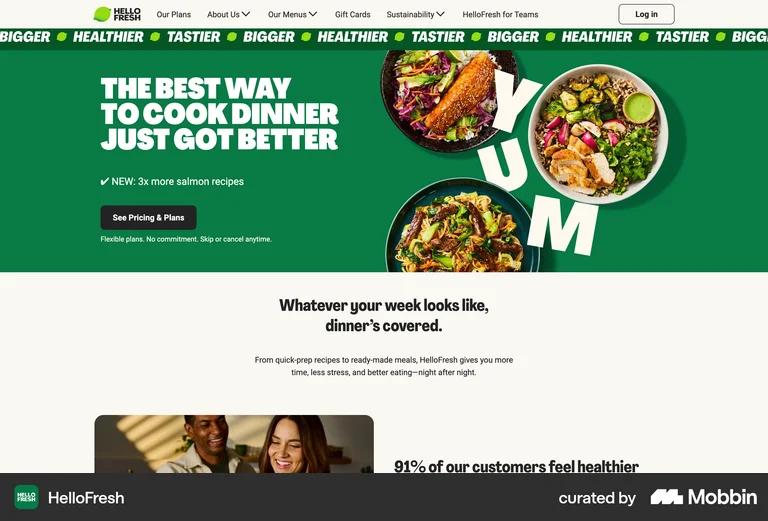 HELLO
FRESH
Our Plans
About Us
Our Menus
Gift Cards
Sustainability
HelloFresh for Teams
Log in
BIGGER HEALTHIER TASTIER BIGGER HEALTHIER TASTIER BIGGER HEALTHIER TASTIER BIGG
THE BEST WAY
TO COOK DINNER
JUST GOT BETTER
✔ NEW: 3x more salmon recipes
See Pricing & Plans
Flexible plans. No commitment. Skip or cancel anytime.
YUM
Whatever your week looks like,
dinner’s covered.
From quick-prep recipes to ready-made meals, HelloFresh gives you more
time, less stress, and better eating—night after night.
91% of our customers feel healthier
HELLO
FRESH
HelloFresh
curated by
Mobbin